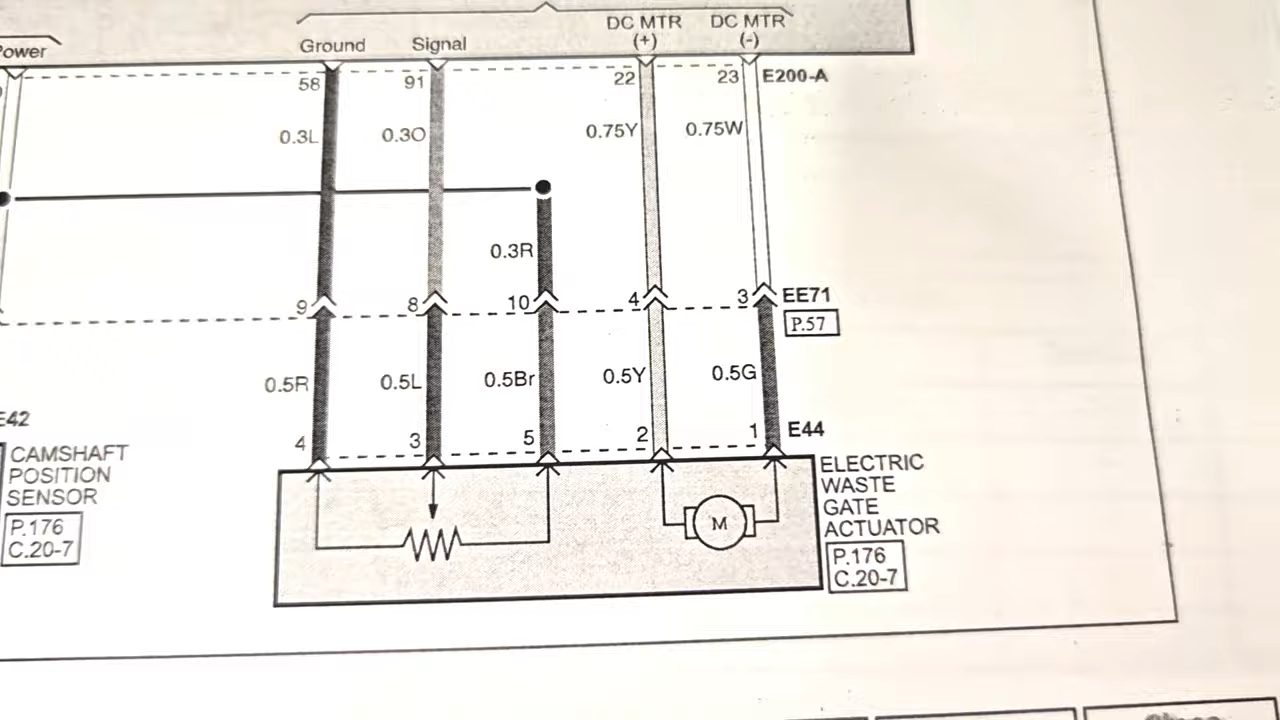 DC MTR DC MTR
(+) (-)
Power
Ground Signal
58 91 22 23 E200-A
0.3L 0.3O 0.75Y 0.75W
0.3R
9 8 10 4 3 EE71
P.57
0.5R 0.5L 0.5Br 0.5Y 0.5G
E42
4 3 5 2 1 E44
CAMSHAFT
POSITION
SENSOR
P.176
C.20-7
M
ELECTRIC
WASTE
GATE
ACTUATOR
P.176
C.20-7